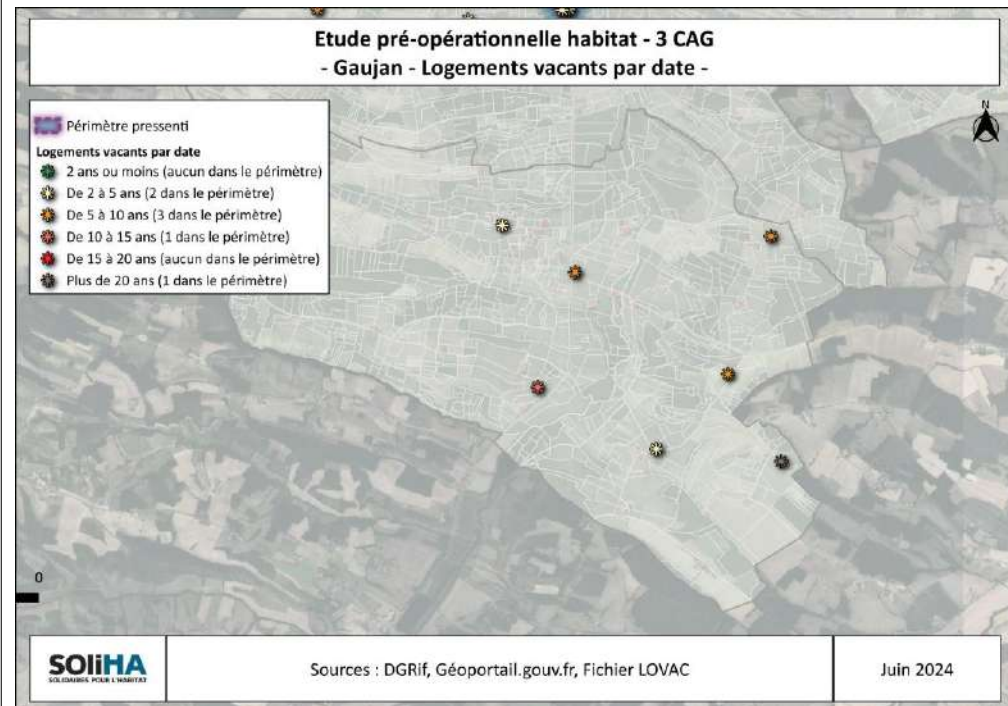 Etude pré-opérationnelle habitat - 3 CAG
- Gaujan - Logements vacants par date -
N
Périmètre pressenti
Logements vacants par date
2 ans ou moins (aucun dans le périmètre)
De 2 à 5 ans (2 dans le périmètre)
De 5 à 10 ans (3 dans le périmètre)
De 10 à 15 ans (1 dans le périmètre)
De 15 à 20 ans (aucun dans le périmètre)
Plus de 20 ans (1 dans le périmètre)
0
SOliHA
SOLIDAIRES POUR L'HABITAT
Sources : DGRif, Géoportail.gouv.fr, Fichier LOVAC
Juin 2024